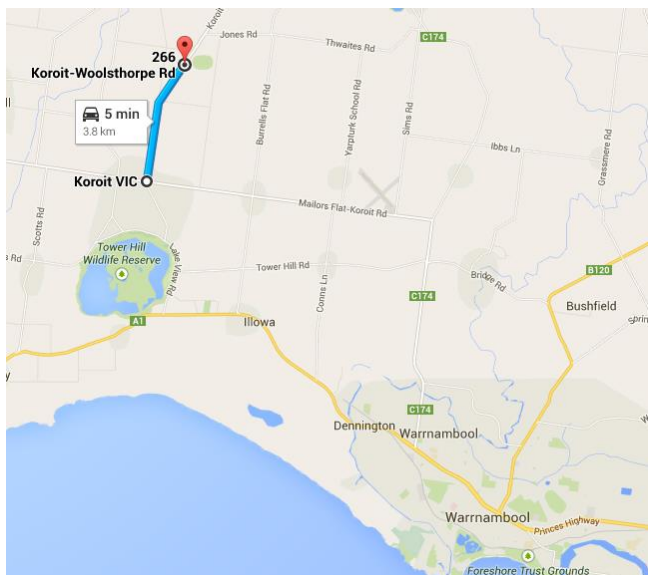 Koroit
Jones Rd
C174
Thwaites Rd
266
Koroit-Woolsthorpe Rd
Burrells Flat Rd
Yarpturk School Rd
Sims Rd
5 min
3.8 km
Ibbs Ln
Grassmere Rd
Koroit VIC
Mailors Flat-Koroit Rd
Scotts Rd
Tower Hill
Wildlife Reserve
Lake View Rd
Tower Hill Rd
Conns Ln
Bridge Rd
B120
C174
Bushfield
A1
Illowa
C174
Dennington
Warrnambool
Warrnambool
Princes Highway
Foreshore Trust Grounds